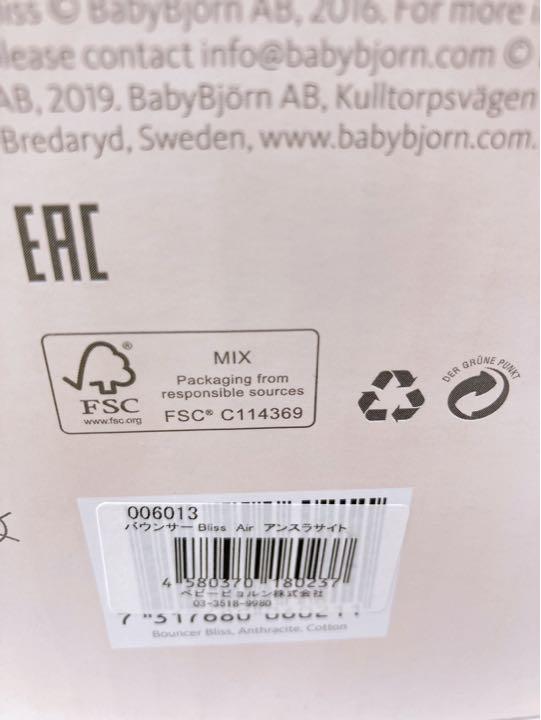 iss © BabyBjörn AB, 2016. For more i
lease contact info@babybjorn.com ©
AB, 2019. BabyBjörn AB, Kulltorpsvägen
Bredaryd, Sweden, www.babybjorn.com.
EAC
FSC®
www.fsc.org
MIX
Packaging from
responsible sources
FSC® C114369
DER GRÜNE PUNKT
006013
バウンサー Bliss Air アンスラサイト
4 580370 180237
ベビービョルン株式会社
03-3518-9980
Bouncer Bliss, Anthracite, Cotton